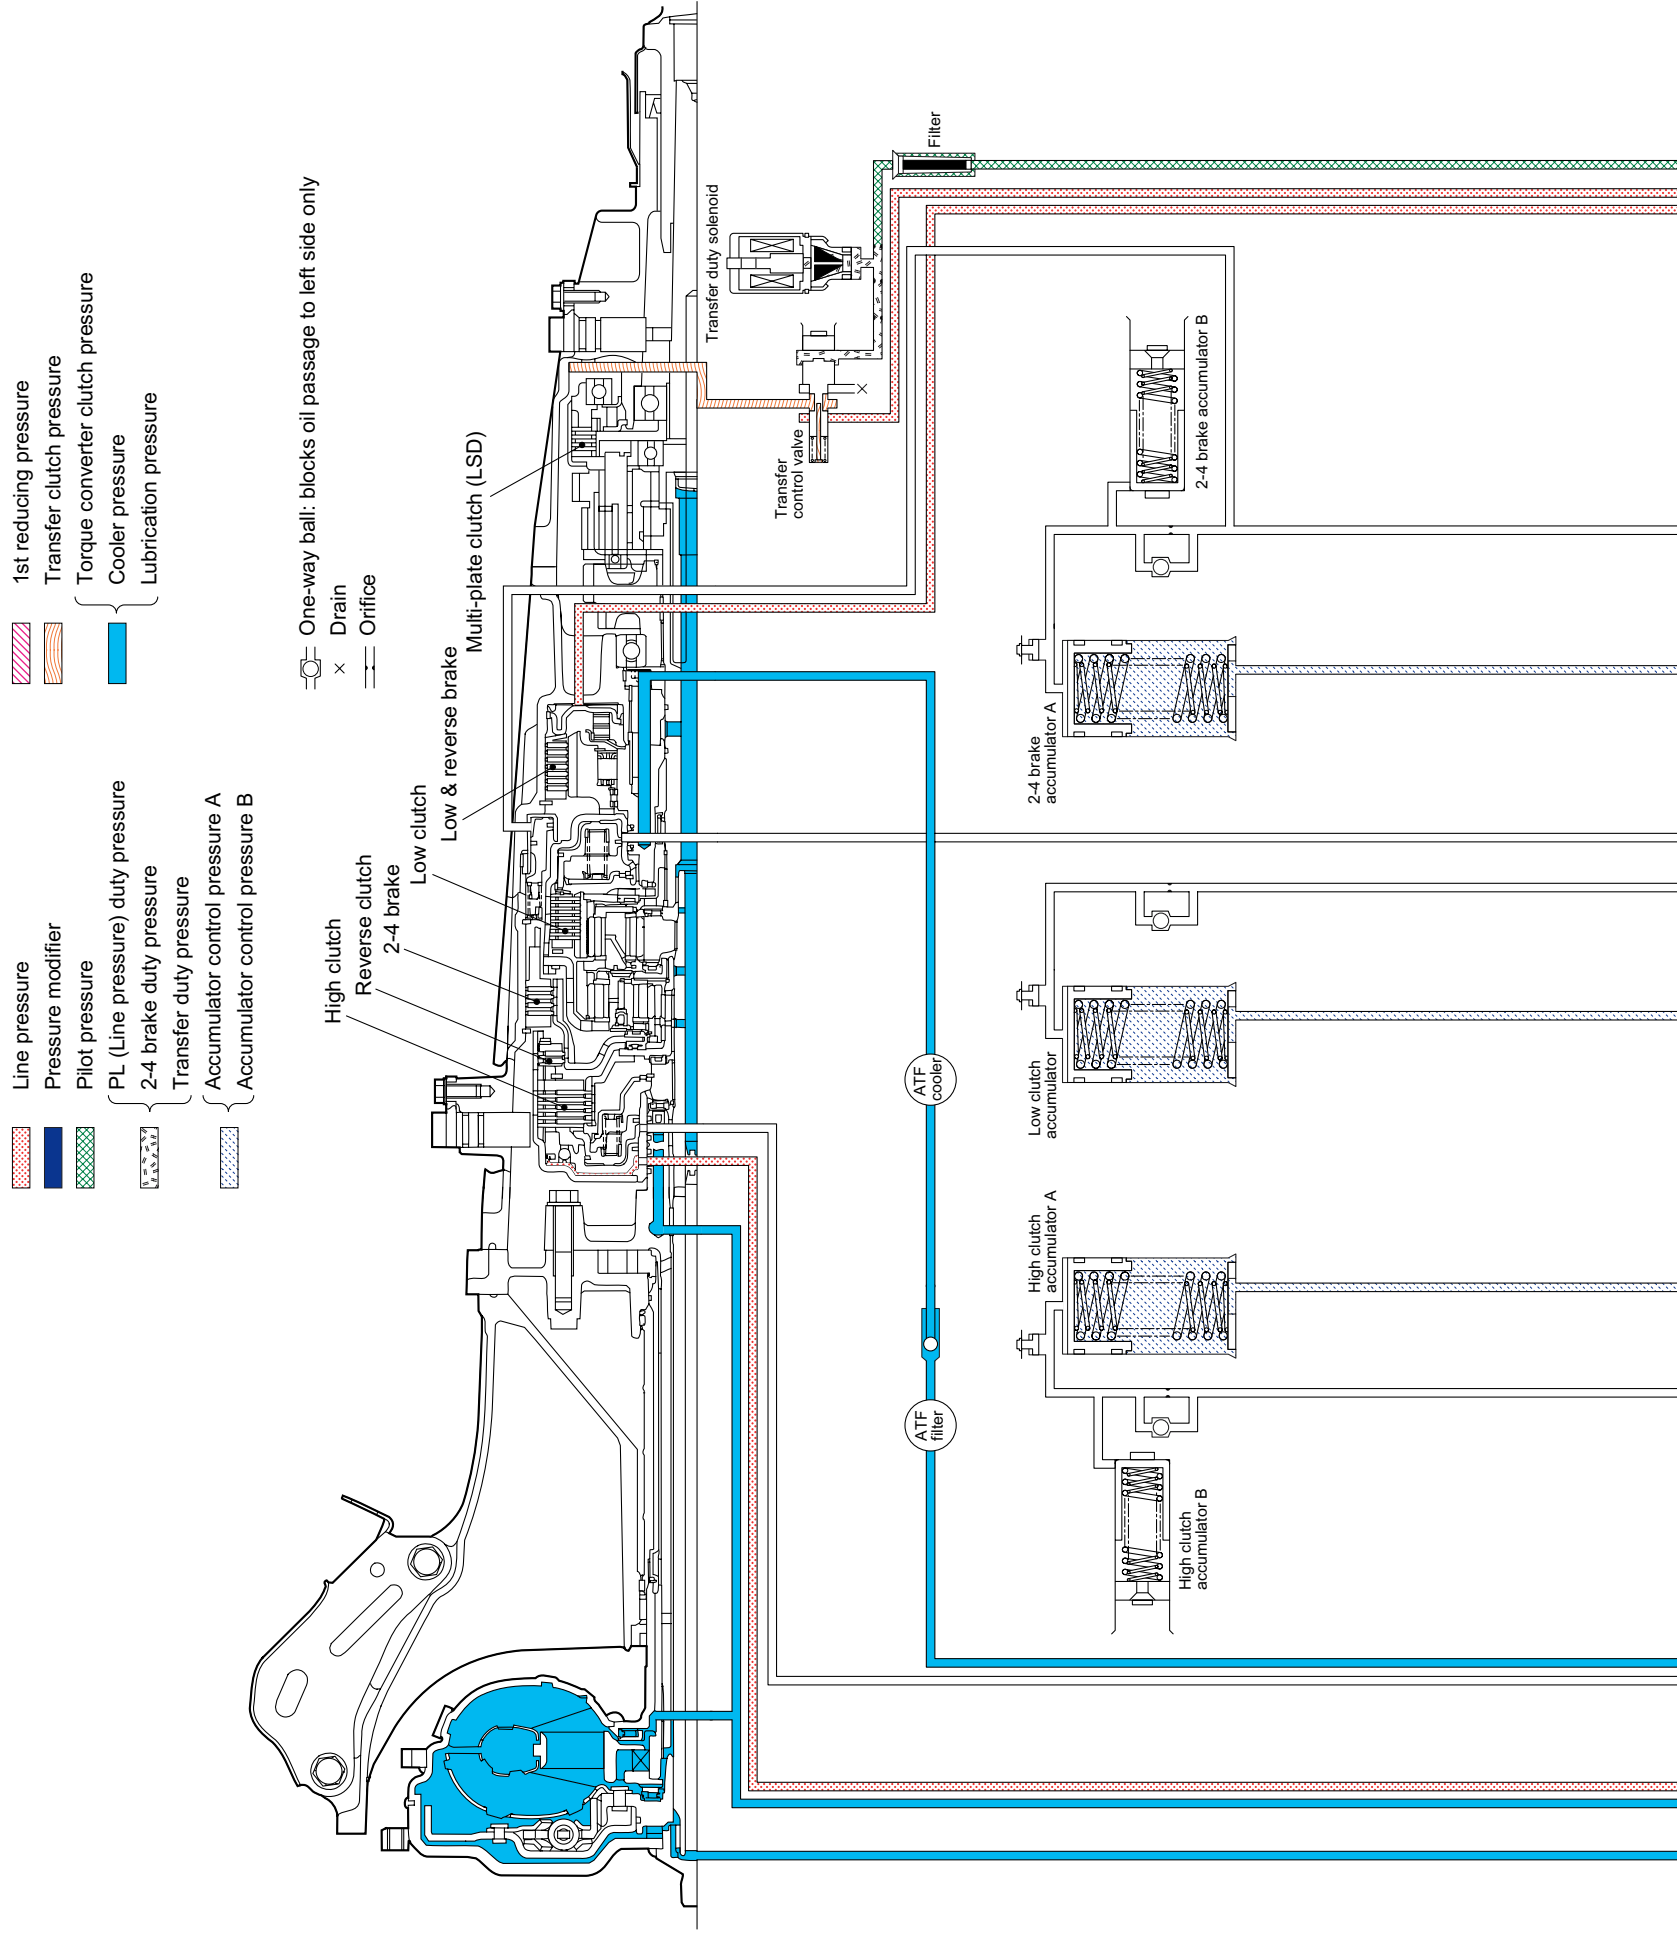 Line pressure
Pressure modifier
Pilot pressure
PL (Line pressure) duty pressure
2-4 brake duty pressure
Transfer duty pressure
Accumulator control pressure A
Accumulator control pressure B
1st reducing pressure
Transfer clutch pressure
Torque converter clutch pressure
Cooler pressure
Lubrication pressure
One-way ball: blocks oil passage to left side only
Drain
Orifice
High clutch
Reverse clutch
2-4 brake
Low clutch
Low & reverse brake
Multi-plate clutch (LSD)
Transfer duty solenoid
Filter
Transfer
control valve
ATF
filter
ATF
cooler
High clutch
accumulator B
High clutch
accumulator A
Low clutch
accumulator
2-4 brake
accumulator A
2-4 brake accumulator B